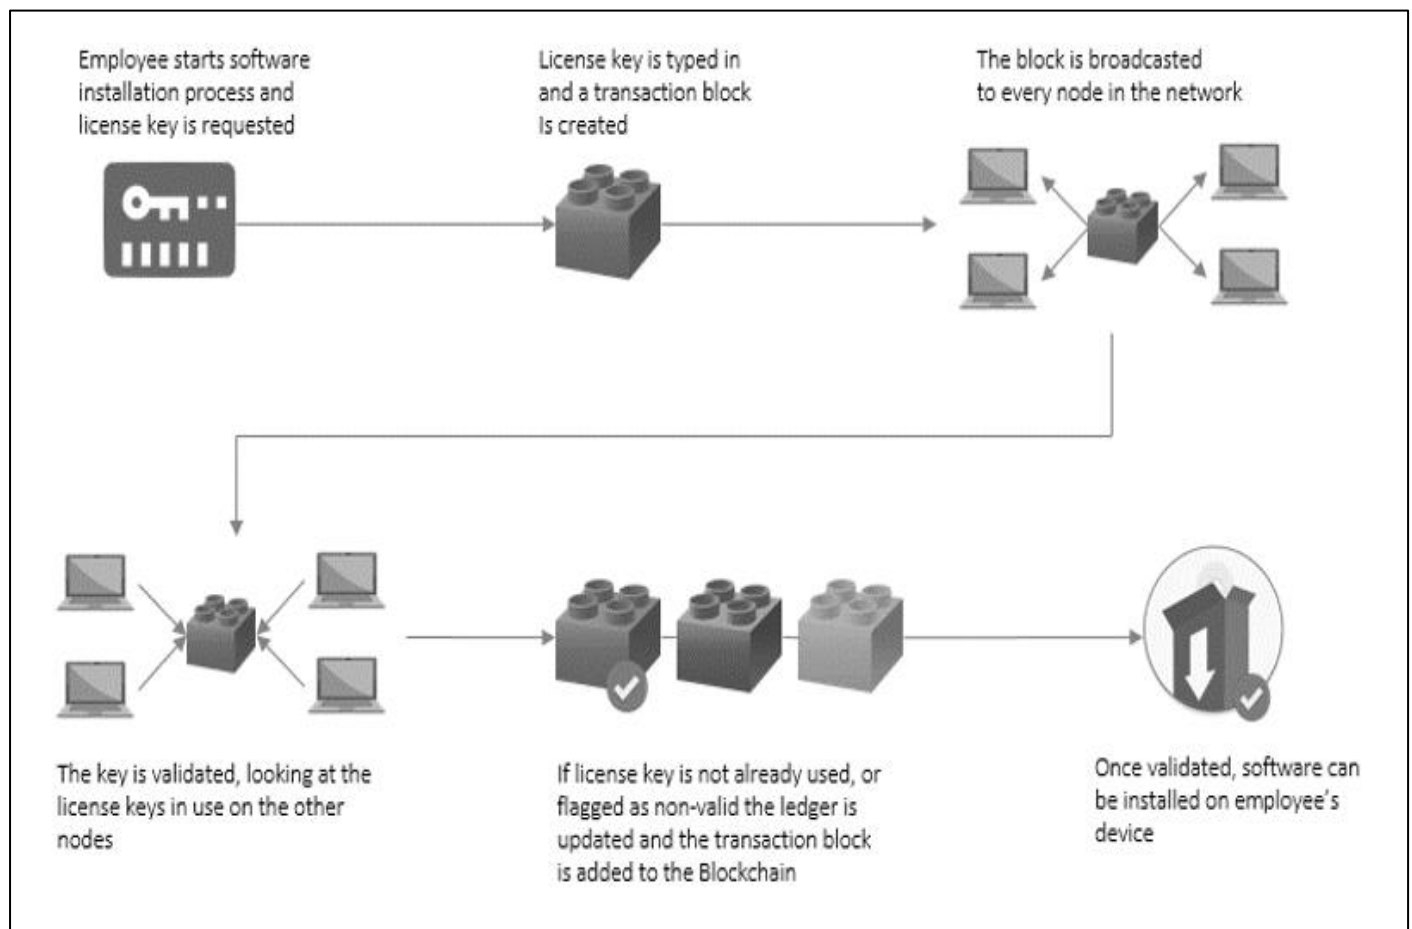 Employee starts software
installation process and
license key is requested
License key is typed in
and a transaction block
Is created
The block is broadcasted
to every node in the network
The key is validated, looking at the
license keys in use on the other
nodes
If license key is not already used, or
flagged as non-valid the ledger is
updated and the transaction block
is added to the Blockchain
Once validated, software can
be installed on employee's
device